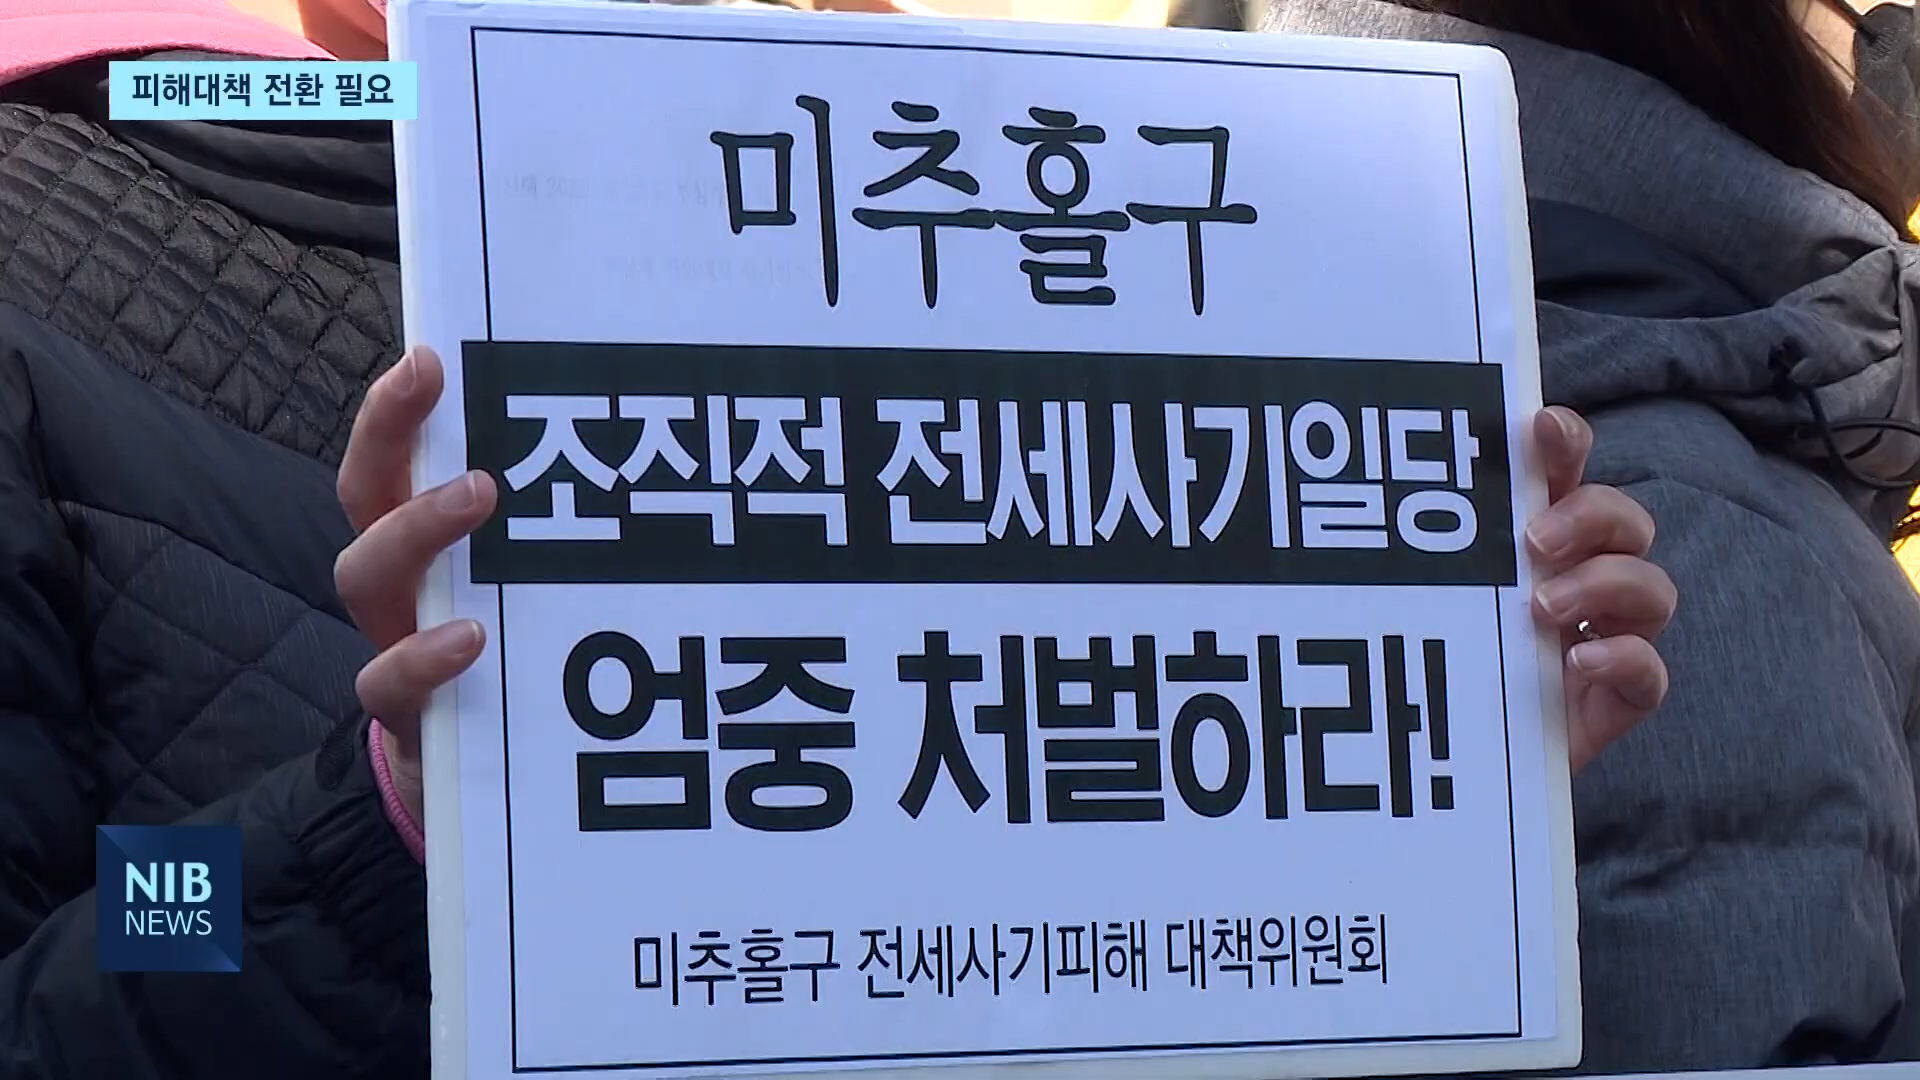 피해대책 전환 필요
미추홀구
조직적 전세사기일당
엄중 처벌하라!
미추홀구 전세사기피해 대책위원회
NIB
NEWS